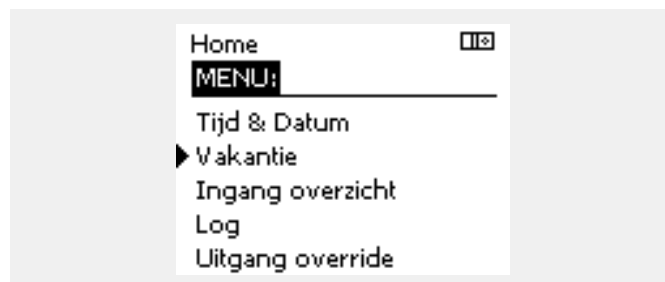 Home
MENU:
Tijd & Datum
Vakantie
Ingang overzicht
Log
Uitgang override